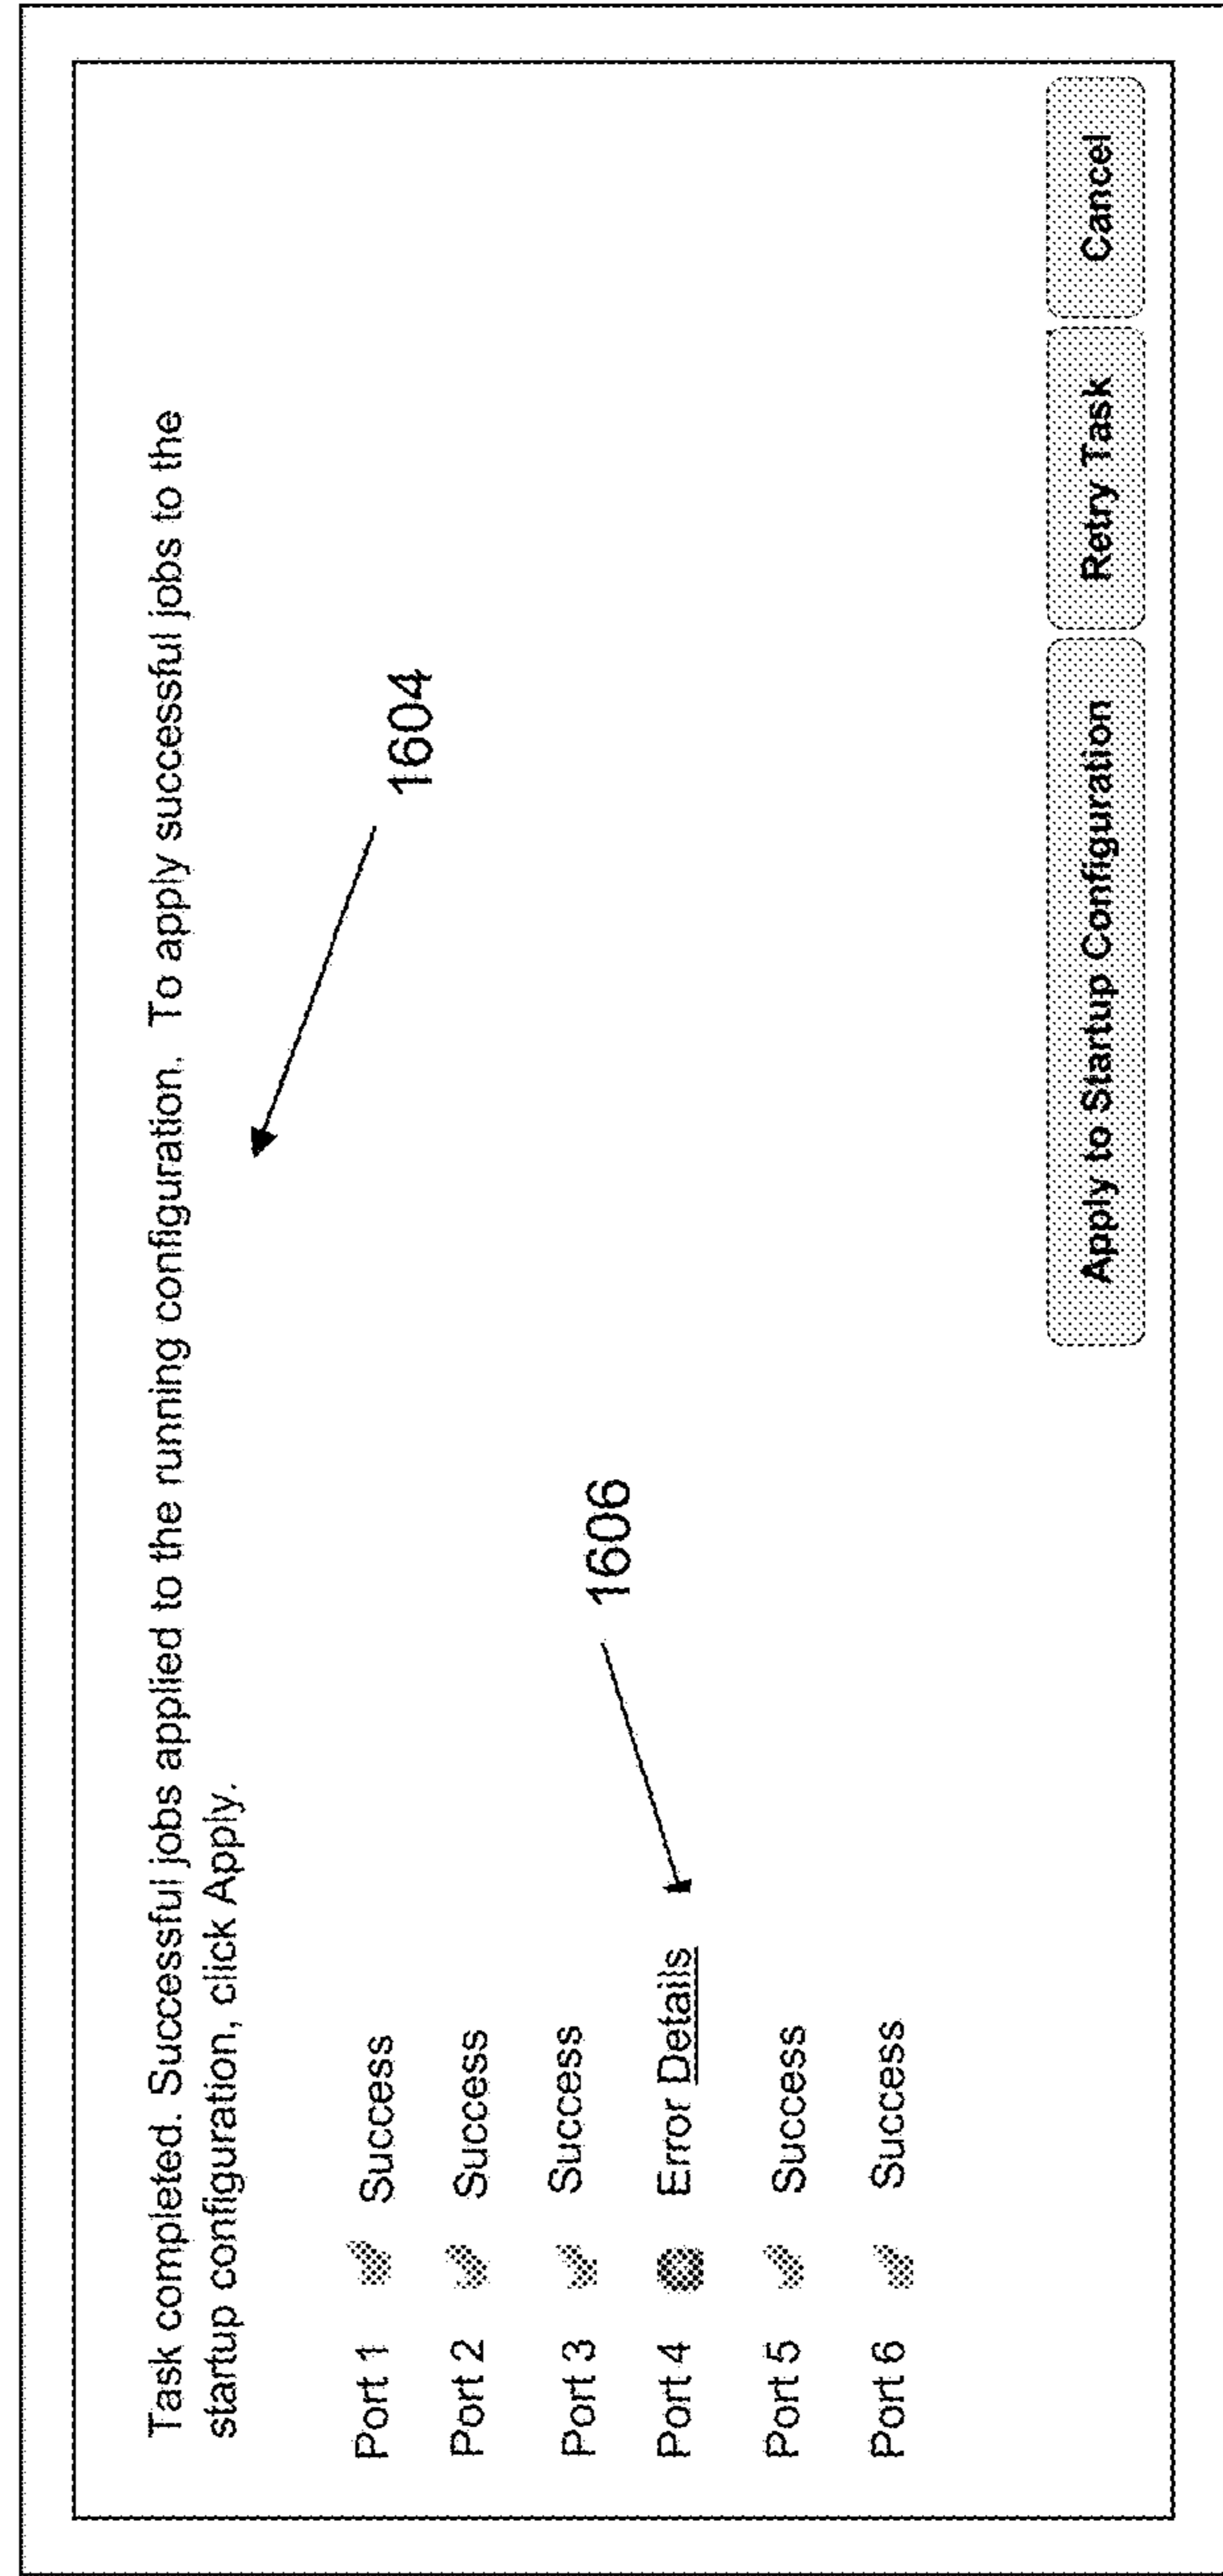 Task completed. Successful jobs applied to the running configuration. To apply successful jobs to the
startup configuration, click Apply.
1604
Port 1 Success
Port 2 Success
Port 3 Success
1606
Port 4 Error Details
Port 5 Success
Port 6 Success
Apply to Startup Configuration Retry Task Cancel